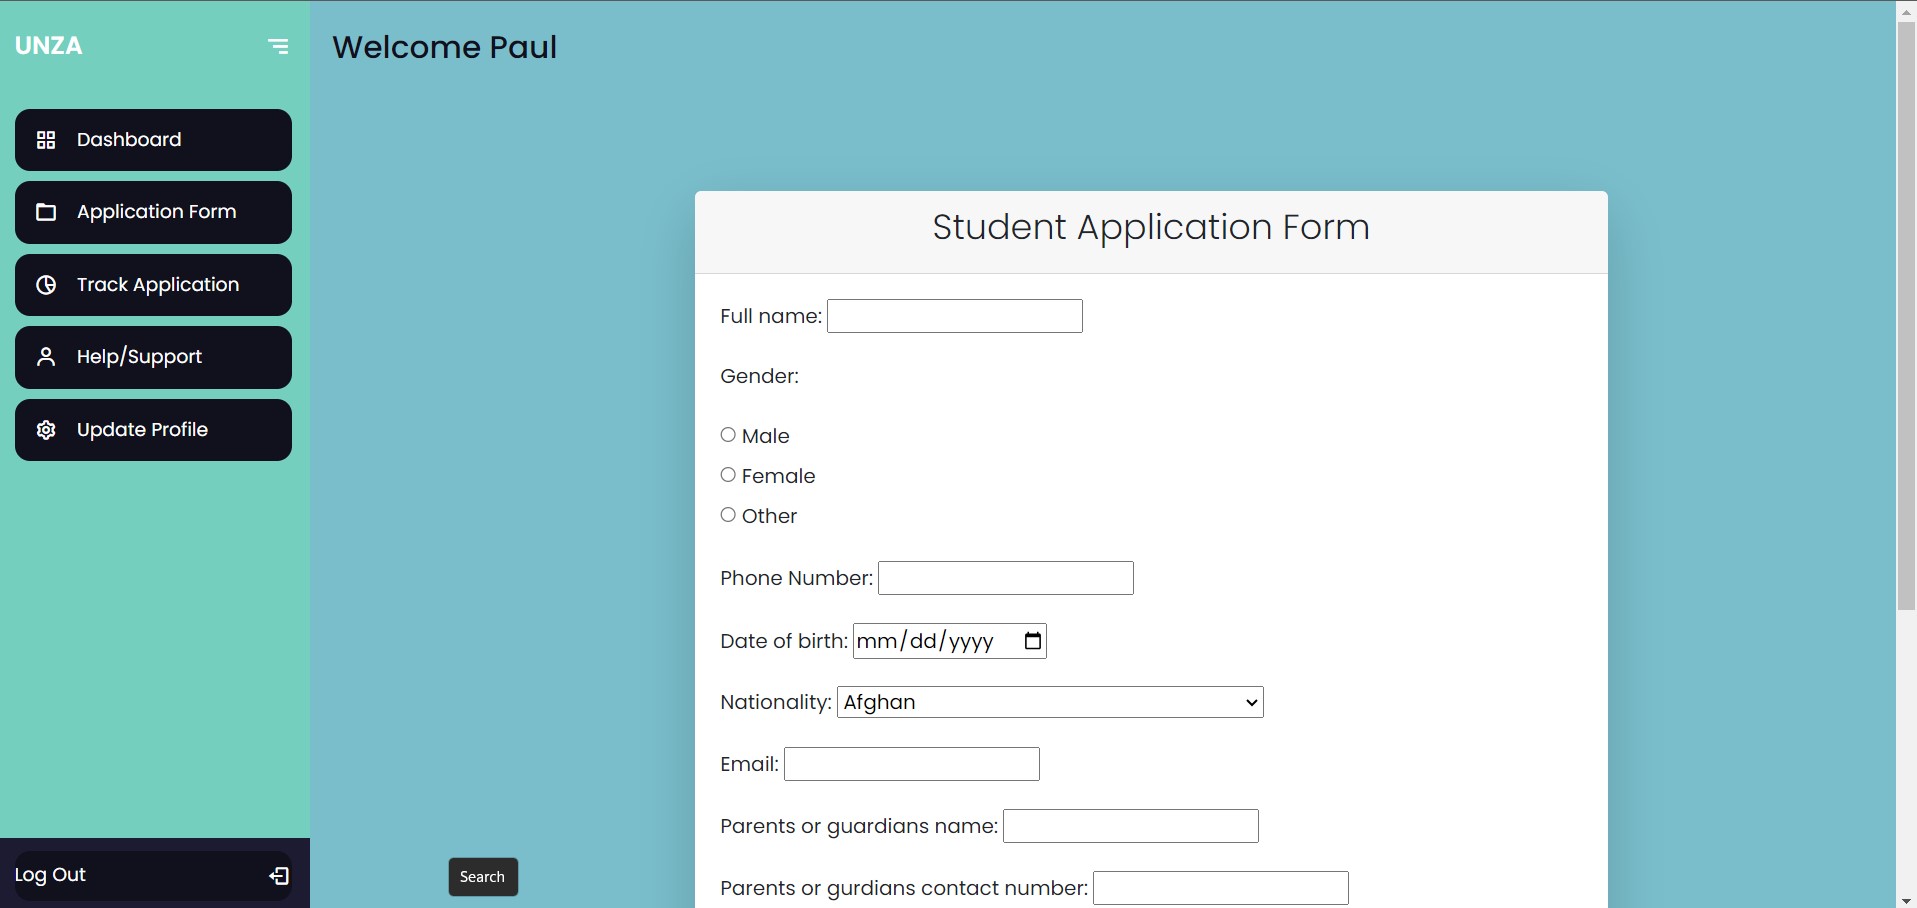 UNZA
Dashboard
Application Form
Track Application
Help/Support
Update Profile
Log Out
Welcome Paul
Student Application Form
Full name:
Gender:
Male
Female
Other
Phone Number:
Date of birth: mm/dd/yyyy
Nationality: Afghan
Email:
Parents or guardians name:
Parents or gurdians contact number:
Search